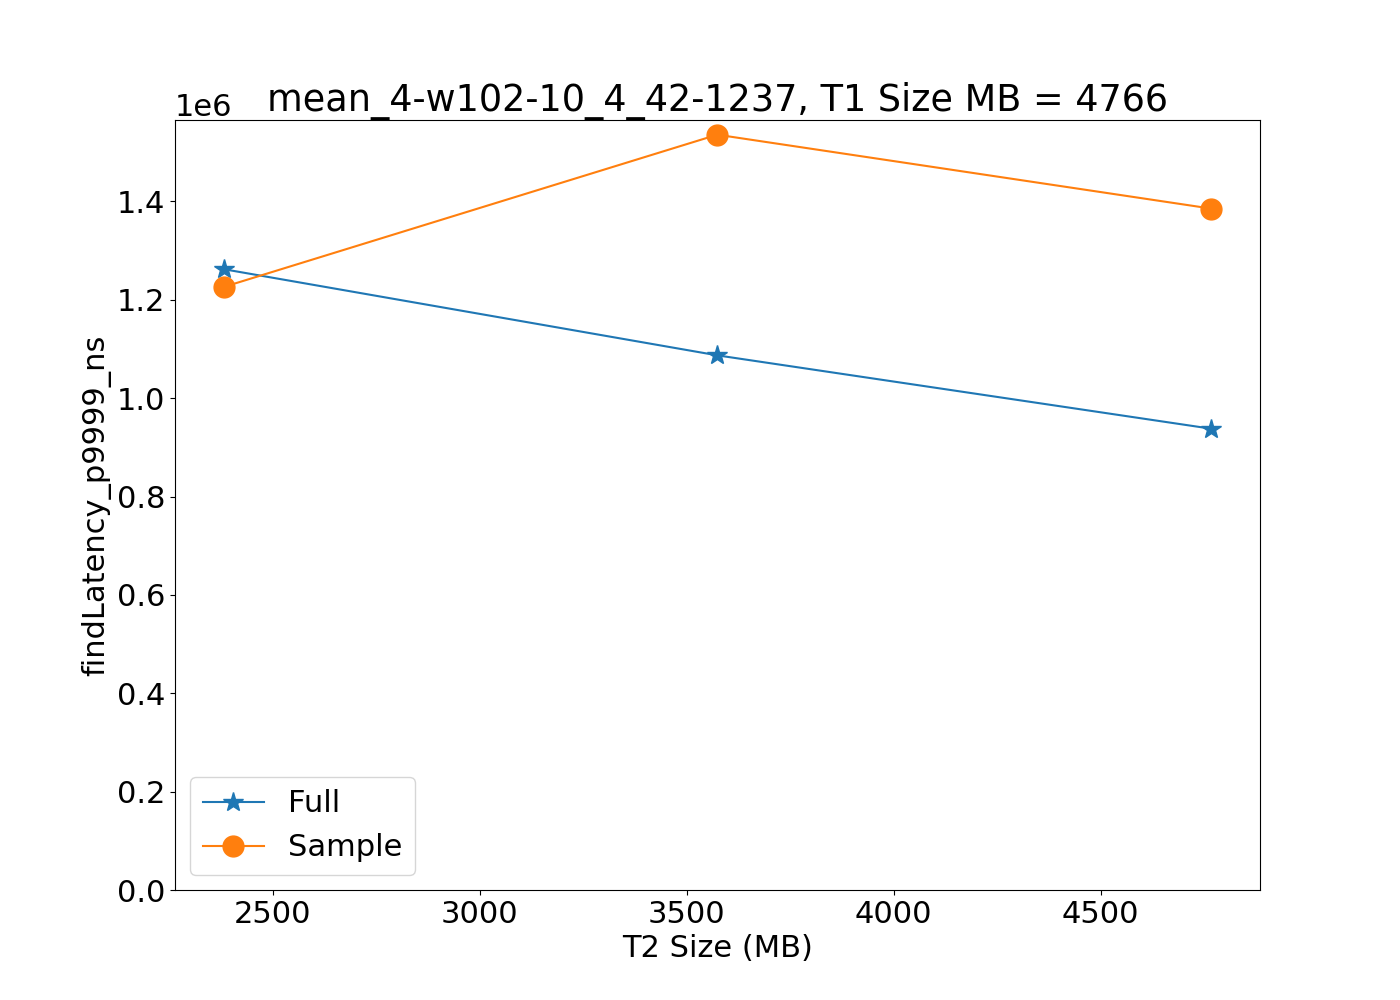 1e6
mean_4-w102-10_4_42-1237, T1 Size MB = 4766
findLatency_p9999_ns
1.4
1.2
1.0
0.8
0.6
0.4
0.2
0.0
Full
Sample
2500
3000
3500
4000
4500
T2 Size (MB)